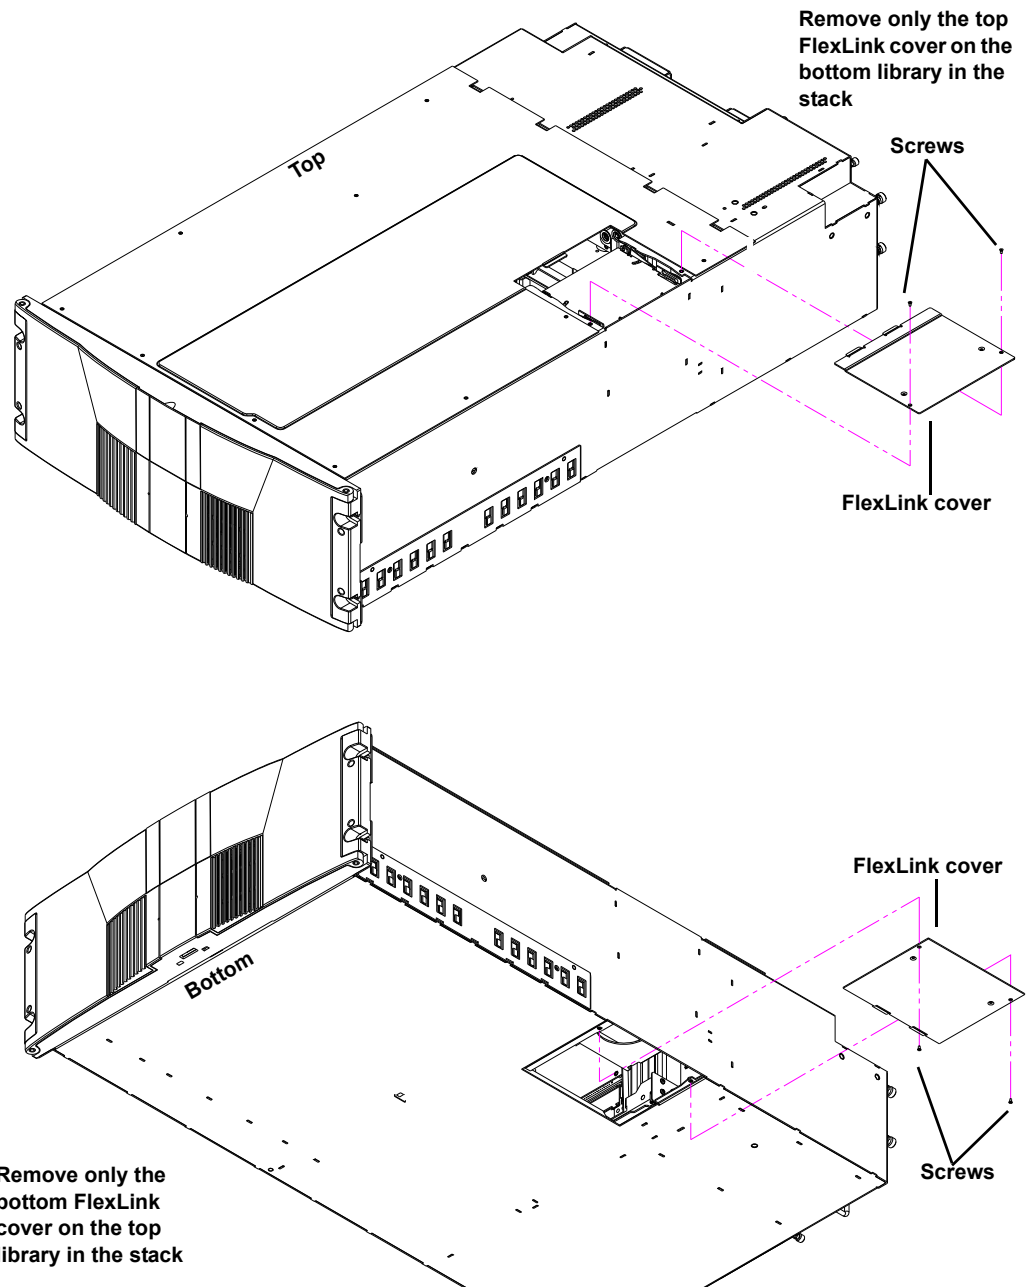 Remove only the top
FlexLink cover on the
bottom library in the
stack
Screws
Top
FlexLink cover
FlexLink cover
Bottom
Screws
Remove only the
bottom FlexLink
cover on the top
library in the stack